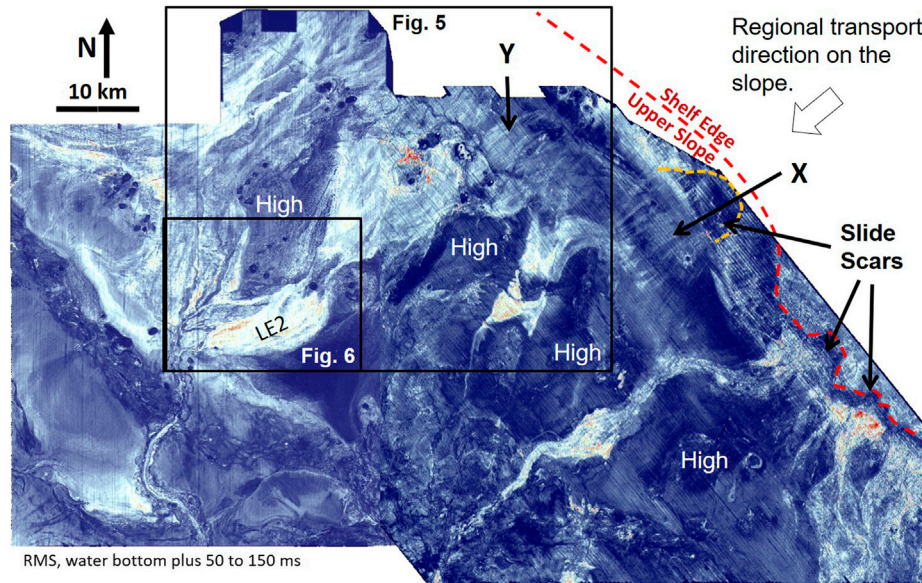 Fig. 5
N
10 km
Y
Regional transport
direction on the
slope.
Shelf Edge
Upper Slope
X
High
High
Slide
Scars
LE2
High
Fig. 6
High
RMS, water bottom plus 50 to 150 ms